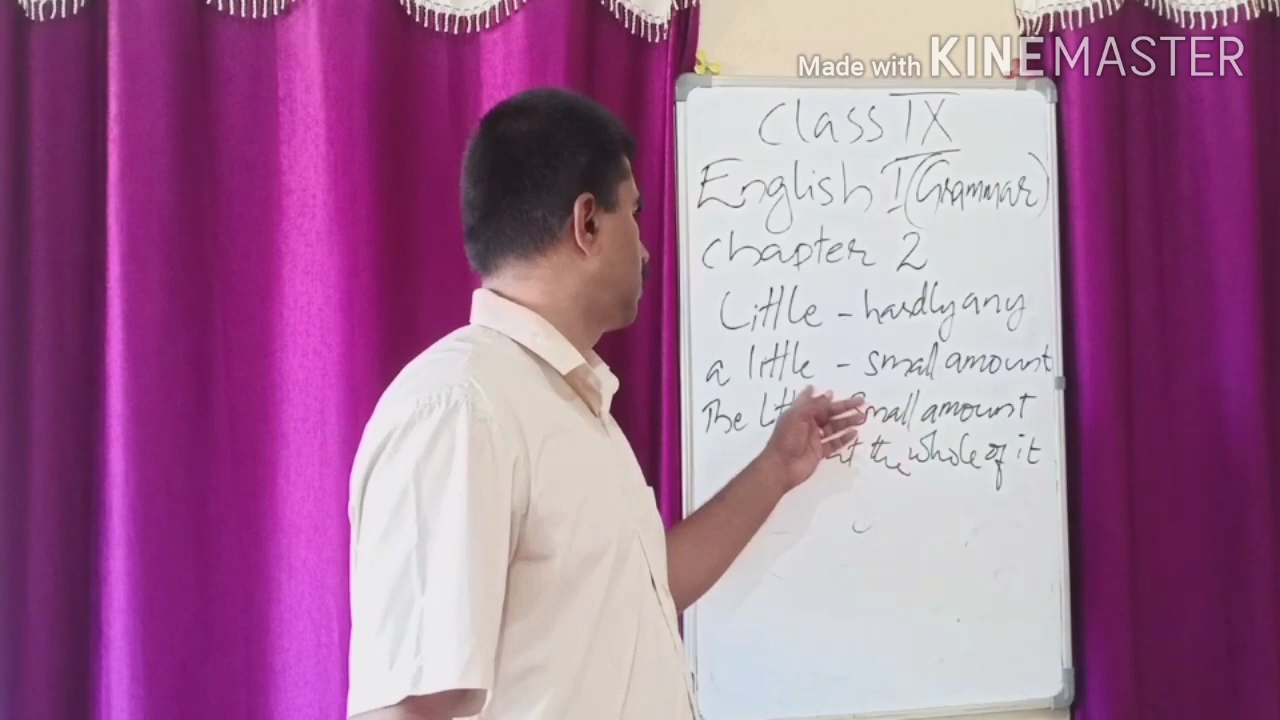 Made with KINEMASTER
Class IX
English I (Grammar)
Chapter 2
Little - hardly any
a little - small amount
The small amount
the whole of it